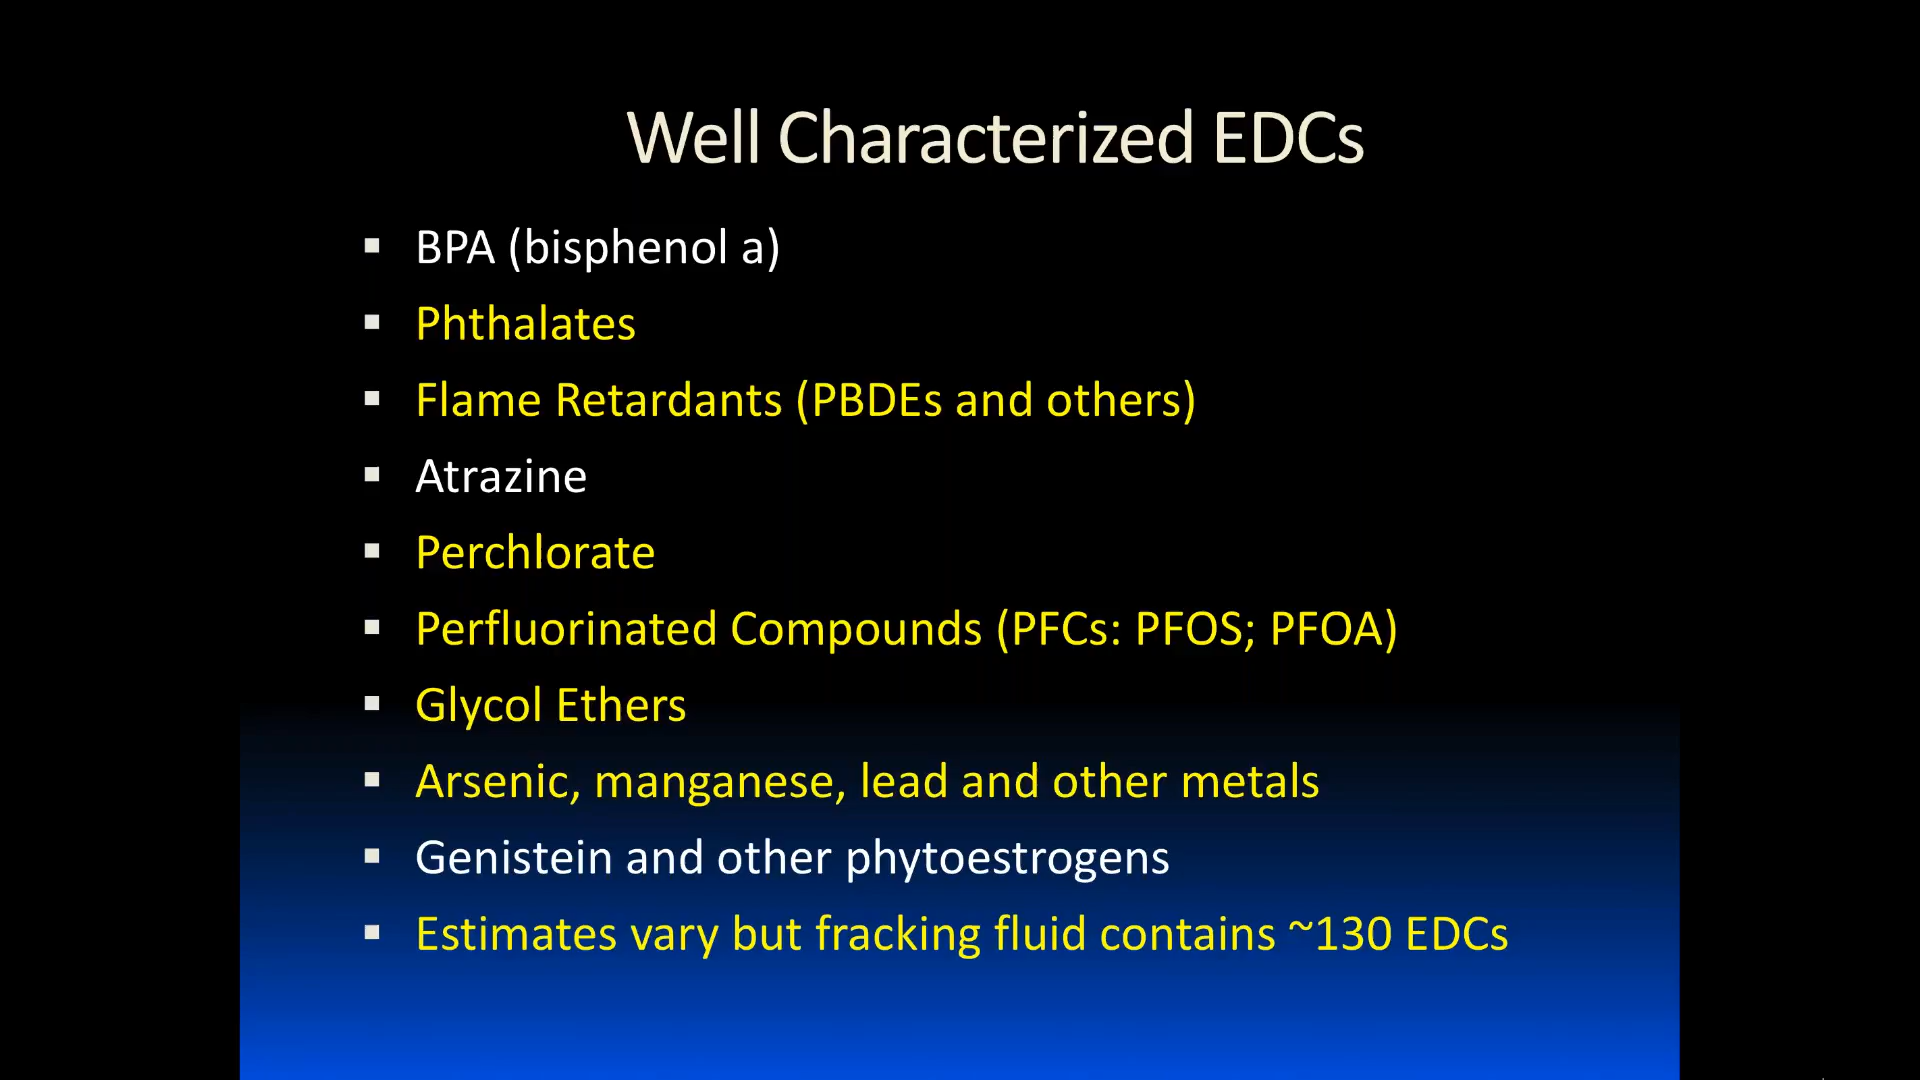 Well Characterized EDCs
▪ BPA (bisphenol a)
▪ Phthalates
▪ Flame Retardants (PBDEs and others)
▪ Atrazine
▪ Perchlorate
▪ Perfluorinated Compounds (PFCs: PFOS; PFOA)
▪ Glycol Ethers
▪ Arsenic, manganese, lead and other metals
▪ Genistein and other phytoestrogens
▪ Estimates vary but fracking fluid contains ~130 EDCs